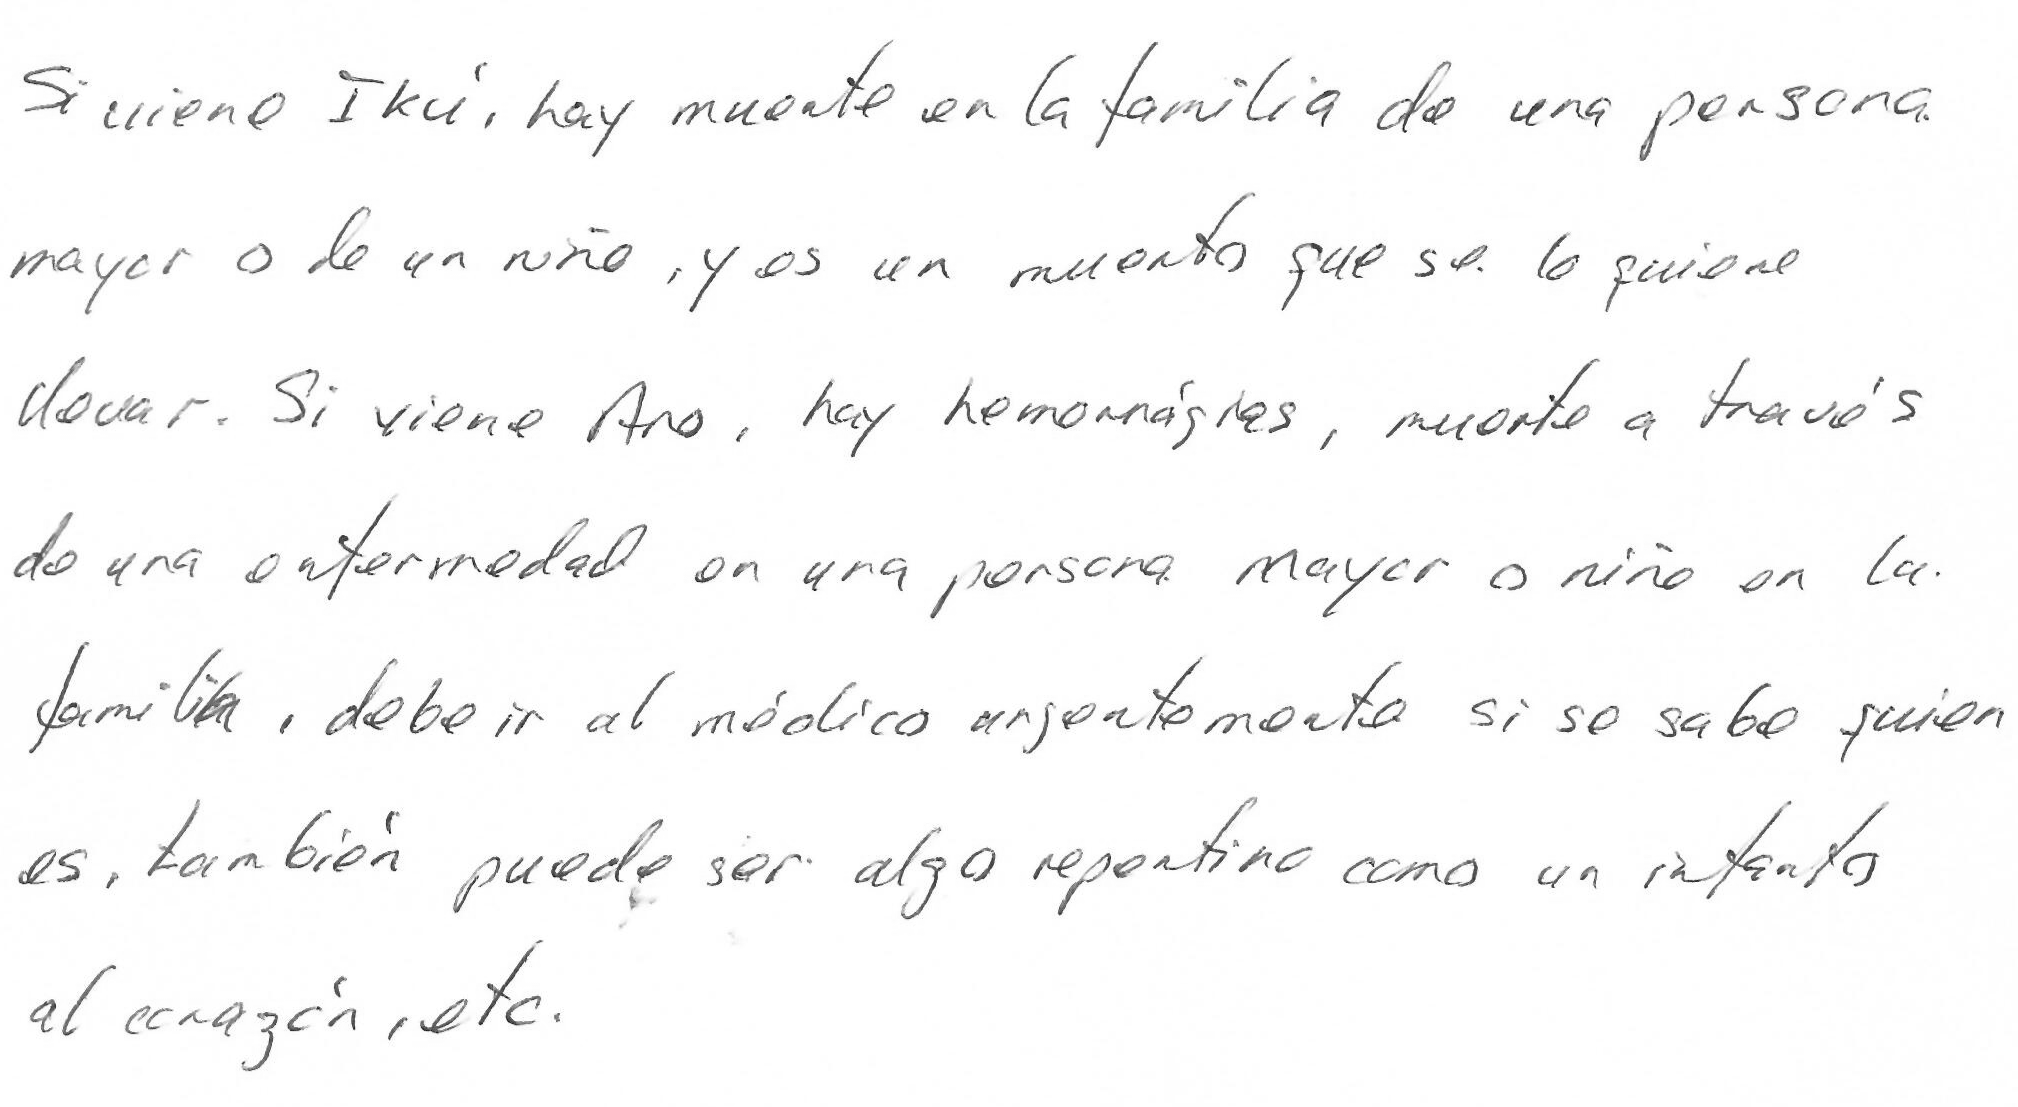 Si viene Ikú, hay muerte en la familia de una persona
mayor o de un niño, y es un muerto que se lo quiere
llevar. Si viene Aro, hay hemorrágias, muerte a través
de una enfermedad en una persona mayor o niño en la
familia, debe ir al médico urgentemente si se sabe quien
es, también puede ser algo repentino como un infarto
al corazón, etc.